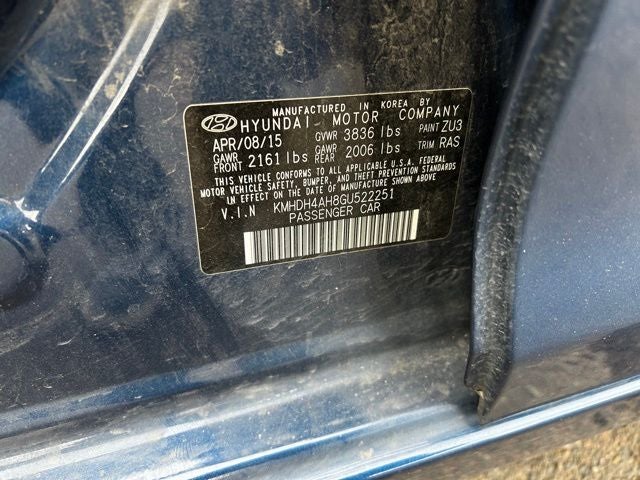 MANUFACTURED IN KOREA BY
HYUNDAI MOTOR COMPANY
APR/08/15 GVWR 3836 lbs PAINT ZU3
GAWR FRONT 2161 lbs GAWR REAR 2006 lbs TRIM RAS
THIS VEHICLE CONFORMS TO ALL APPLICABLE U.S.A. FEDERAL
MOTOR VEHICLE SAFETY, BUMPER, AND THEFT PREVENTION STANDARDS
IN EFFECT ON THE DATE OF MANUFACTURE SHOWN ABOVE.
V.I.N KMHDH4AH8GU522251
PASSENGER CAR